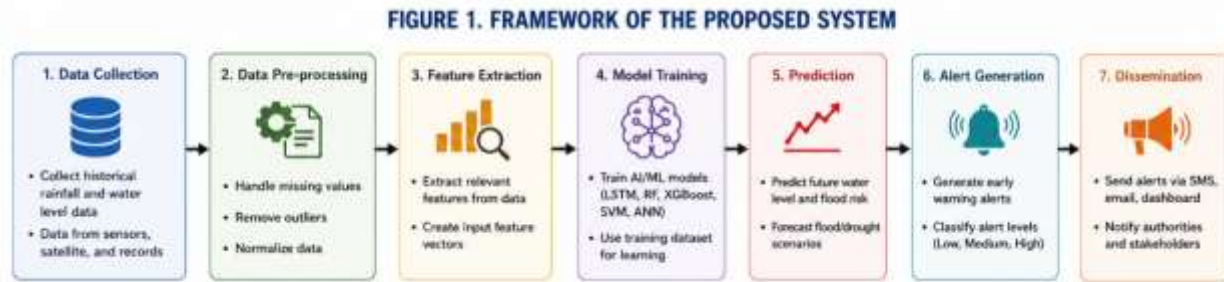 FIGURE 1. FRAMEWORK OF THE PROPOSED SYSTEM
1. Data Collection
• Collect historical
rainfall and water
level data
• Data from sensors,
satellite, and records
2. Data Pre-processing
• Handle missing values
• Remove outliers
• Normalize data
3. Feature Extraction
• Extract relevant
features from data
• Create input feature
vectors
4. Model Training
• Train AI/ML models
(LSTM, RF, XGBoost,
SVM, ANN)
• Use training dataset
for learning
5. Prediction
• Predict future water
level and flood risk
• Forecast flood/drought
scenarios
6. Alert Generation
• Generate early
warning alerts
• Classify alert levels
(Low, Medium, High)
7. Dissemination
• Send alerts via SMS,
email, dashboard
• Notify authorities
and stakeholders